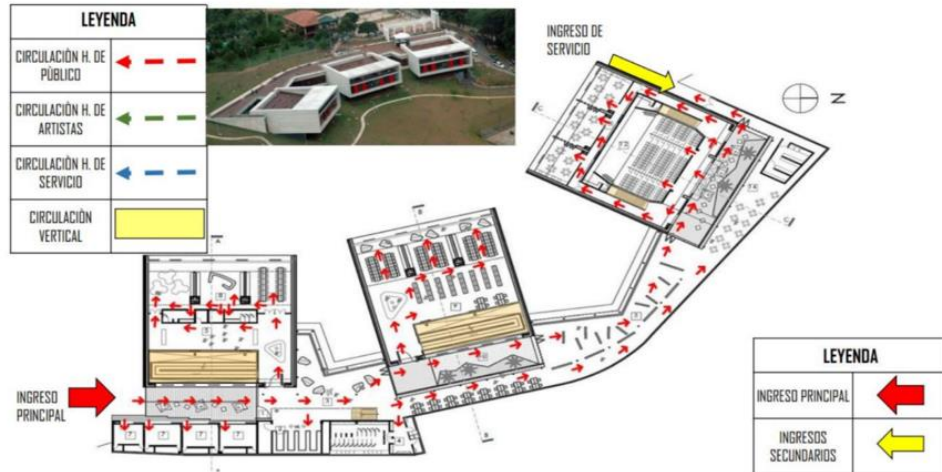 LEYENDA
CIRCULACIÓN H. DE
PÙBLICO
CIRCULACIÓN H. DE
ARTISTAS
CIRCULACIÓN H. DE
SERVICIO
CIRCULACIÓN
VERTICAL
INGRESO DE
SERVICIO
N
INGRESO
PRINCIPAL
LEYENDA
INGRESO PRINCIPAL
INGRESOS
SECUNDARIOS